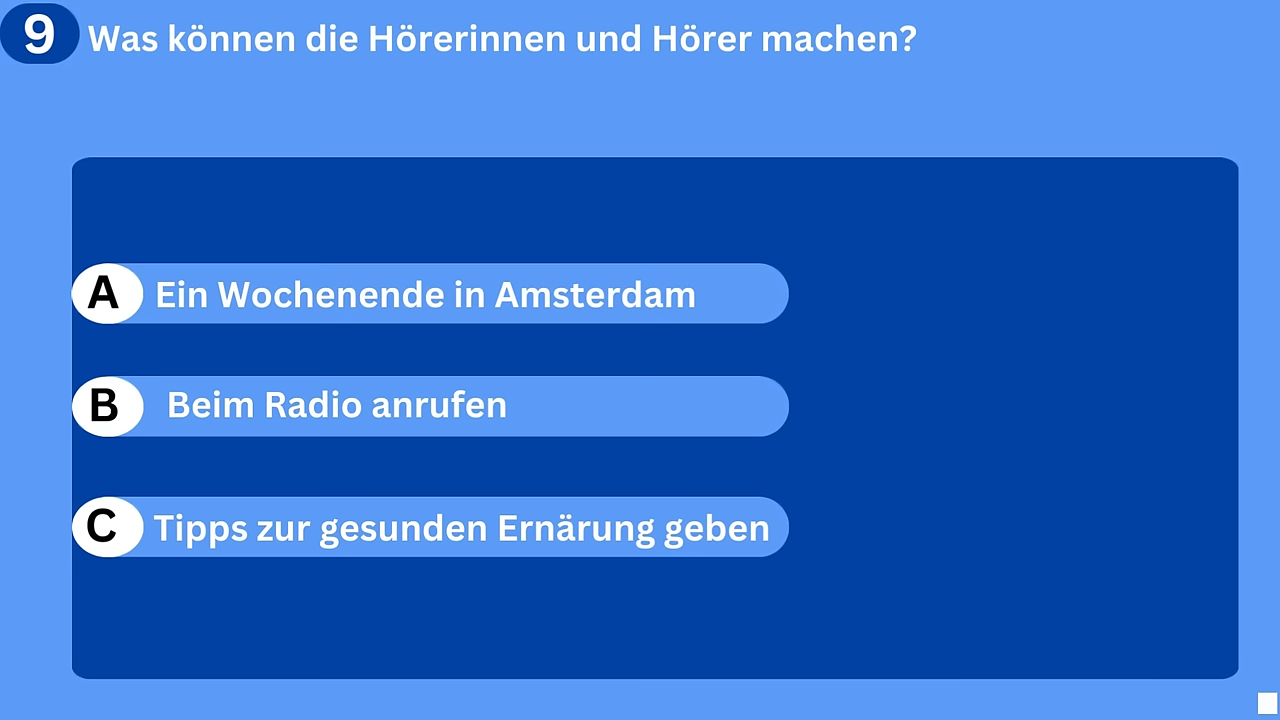 9 Was können die Hörerinnen und Hörer machen?
A Ein Wochenende in Amsterdam
B Beim Radio anrufen
C Tipps zur gesunden Ernärung geben